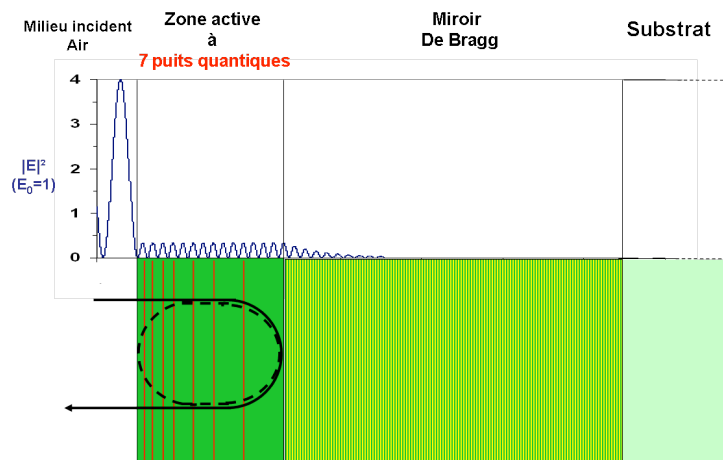 Milieu incident
Air
Zone active
à
7 puits quantiques
Miroir
De Bragg
Substrat
4
3
2
1
0
|E|²
(E₀=1)